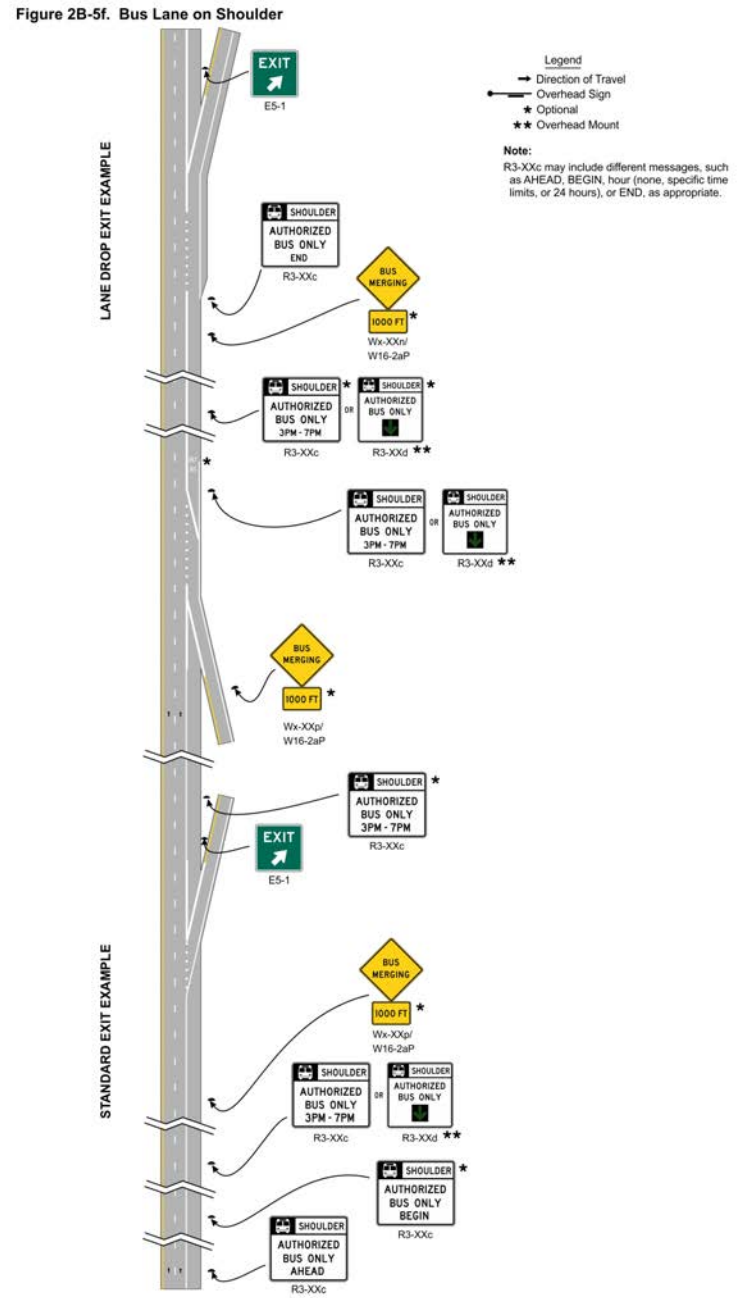 Figure 2B-5f. Bus Lane on Shoulder
EXIT
E5-1
Legend
Direction of Travel
Overhead Sign
* Optional
** Overhead Mount
Note:
R3-XXc may include different messages, such
as AHEAD, BEGIN, hour (none, specific time
limits, or 24 hours), or END, as appropriate.
LANE DROP EXIT EXAMPLE
SHOULDER
AUTHORIZED
BUS ONLY
END
R3-XXc
BUS
MERGING
1000 FT *
Wx-XXn/
W16-2aP
SHOULDER *
AUTHORIZED
BUS ONLY
3PM - 7PM
R3-XXc
OR
SHOULDER *
AUTHORIZED
BUS ONLY
R3-XXd **
*
SHOULDER
AUTHORIZED
BUS ONLY
3PM - 7PM
R3-XXc
OR
SHOULDER
AUTHORIZED
BUS ONLY
R3-XXd **
BUS
MERGING
1000 FT *
Wx-XXp/
W16-2aP
SHOULDER *
AUTHORIZED
BUS ONLY
3PM - 7PM
R3-XXc
EXIT
E5-1
STANDARD EXIT EXAMPLE
BUS
MERGING
1000 FT *
Wx-XXp/
W16-2aP
SHOULDER
AUTHORIZED
BUS ONLY
3PM - 7PM
R3-XXc
OR
SHOULDER
AUTHORIZED
BUS ONLY
R3-XXd **
SHOULDER *
AUTHORIZED
BUS ONLY
BEGIN
R3-XXc
SHOULDER
AUTHORIZED
BUS ONLY
AHEAD
R3-XXc